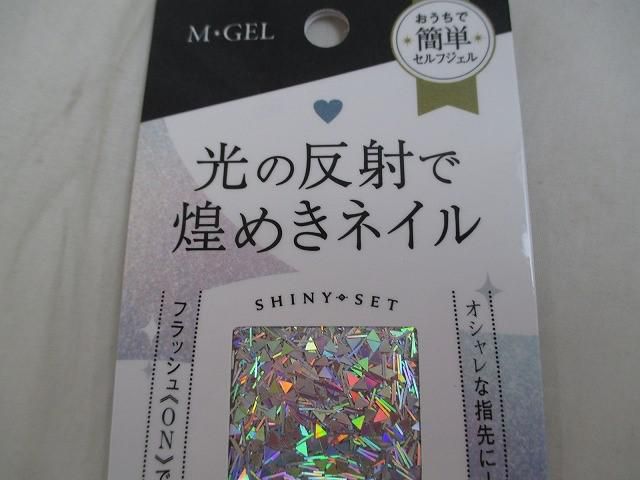 M・GEL
おうちで
簡単
セルフジェル
光の反射で
煌めきネイル
SHINY SET
オシャレな指先に
フラッシュ《ON》で